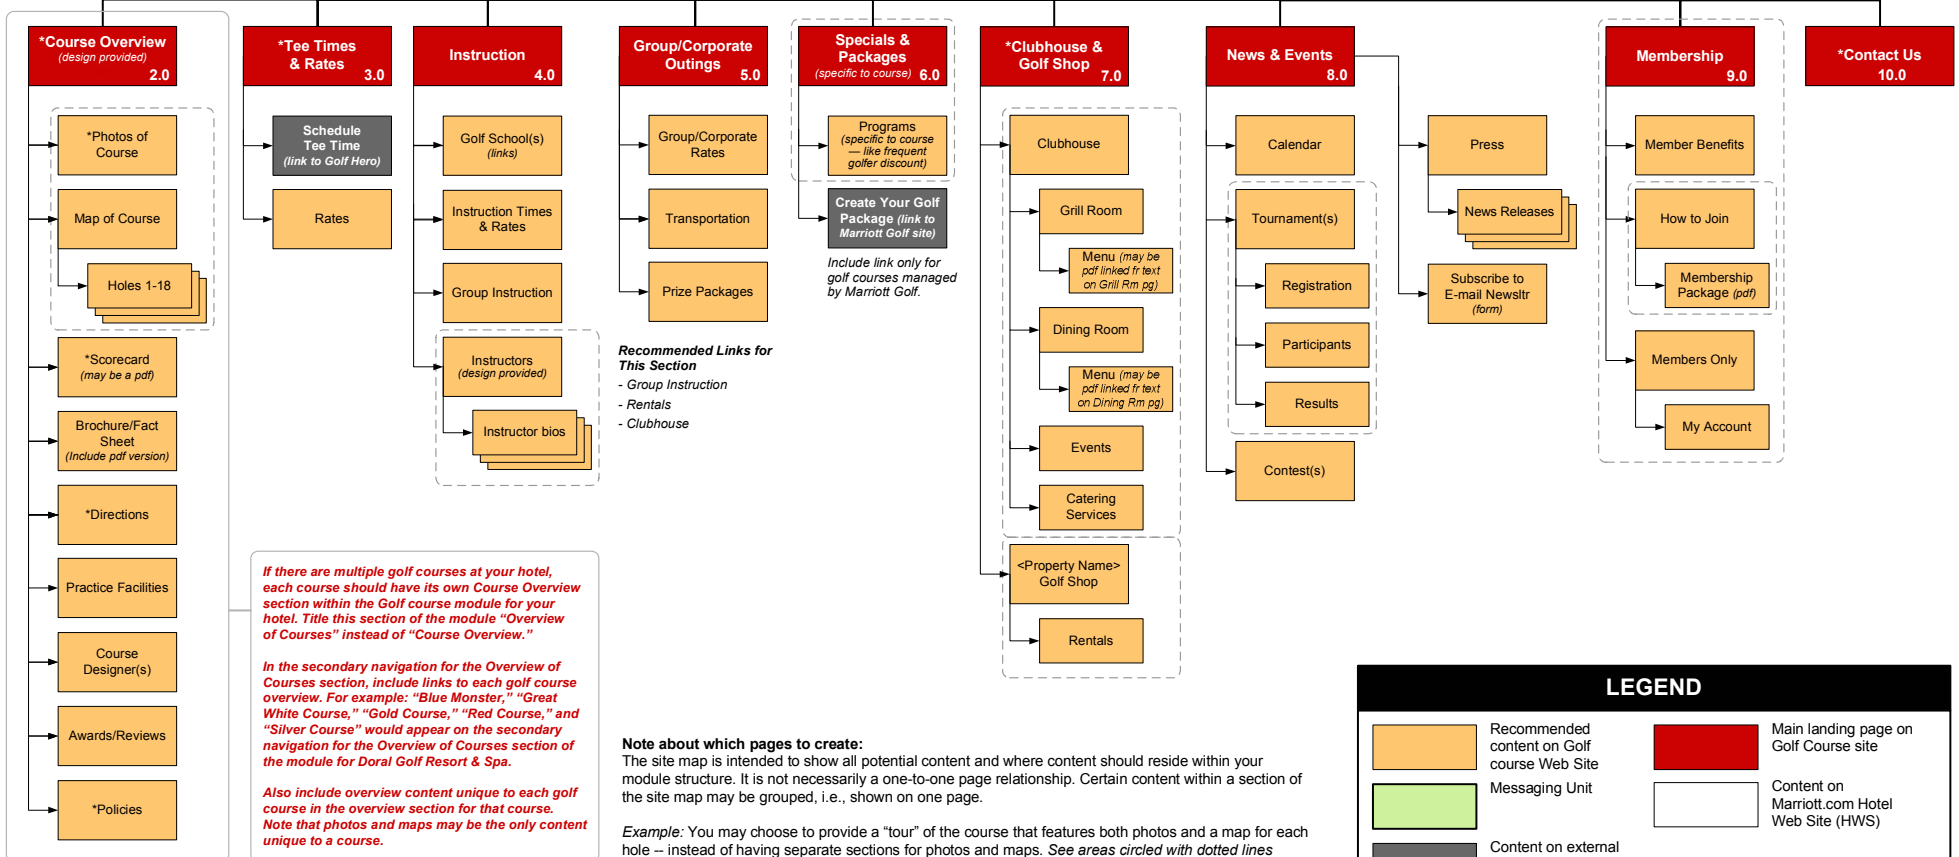 *Course Overview
(design provided)
2.0
*Photos of
Course
Map of Course
Holes 1-18
*Scorecard
(may be a pdf)
Brochure/Fact
Sheet
(Include pdf version)
*Directions
Practice Facilities
Course
Designer(s)
Awards/Reviews
*Policies
*Tee Times
& Rates
3.0
Schedule
Tee Time
(link to Golf Hero)
Rates
Instruction
4.0
Golf School(s)
(links)
Instruction Times
& Rates
Group Instruction
Instructors
(design provided)
Instructor bios
Group/Corporate
Outings
5.0
Group/Corporate
Rates
Transportation
Prize Packages
Recommended Links for
This Section
- Group Instruction
- Rentals
- Clubhouse
Specials &
Packages
(specific to course) 6.0
Programs
(specific to course
— like frequent
golfer discount)
Create Your Golf
Package (link to
Marriott Golf site)
Include link only for
golf courses managed
by Marriott Golf.
*Clubhouse &
Golf Shop
7.0
Clubhouse
Grill Room
Menu (may be
pdf linked fr text
on Grill Rm pg)
Dining Room
Menu (may be
pdf linked fr text
on Dining Rm pg)
Events
Catering
Services
<Property Name>
Golf Shop
Rentals
News & Events
8.0
Calendar
Tournament(s)
Registration
Participants
Results
Contest(s)
Press
News Releases
Subscribe to
E-mail Newsltr
(form)
Membership
9.0
Member Benefits
How to Join
Membership
Package (pdf)
Members Only
My Account
*Contact Us
10.0
If there are multiple golf courses at your hotel,
each course should have its own Course Overview
section within the Golf course module for your
hotel. Title this section of the module “Overview
of Courses” instead of “Course Overview.”
In the secondary navigation for the Overview of
Courses section, include links to each golf course
overview. For example: “Blue Monster,” “Great
White Course,” “Gold Course,” “Red Course,” and
“Silver Course” would appear on the secondary
navigation for the Overview of Courses section of
the module for Doral Golf Resort & Spa.
Also include overview content unique to each golf
course in the overview section for that course.
Note that photos and maps may be the only content
unique to a course.
Note about which pages to create:
The site map is intended to show all potential content and where content should reside within your
module structure. It is not necessarily a one-to-one page relationship. Certain content within a section of
the site map may be grouped, i.e., shown on one page.
Example: You may choose to provide a “tour” of the course that features both photos and a map for each
hole -- instead of having separate sections for photos and maps. See areas circled with dotted lines
LEGEND
Recommended
content on Golf
course Web Site
Main landing page on
Golf Course site
Messaging Unit
Content on
Marriott.com Hotel
Web Site (HWS)
Content on external